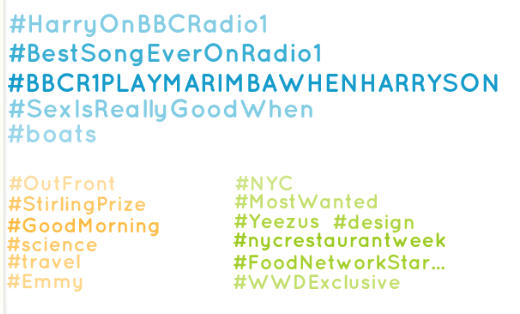 #HarryOnBBCRadio1
#BestSongEverOnRadio1
#BBCR1PLAYMARIMBAWHENHARRYSON
#SexIsReallyGoodWhen
#boats
#OutFront
#StirlingPrize
#GoodMorning
#science
#travel
#Emmy
#NYC
#MostWanted
#Yeezus #design
#nycrestaurantweek
#FoodNetworkStar...
#WWDExclusive